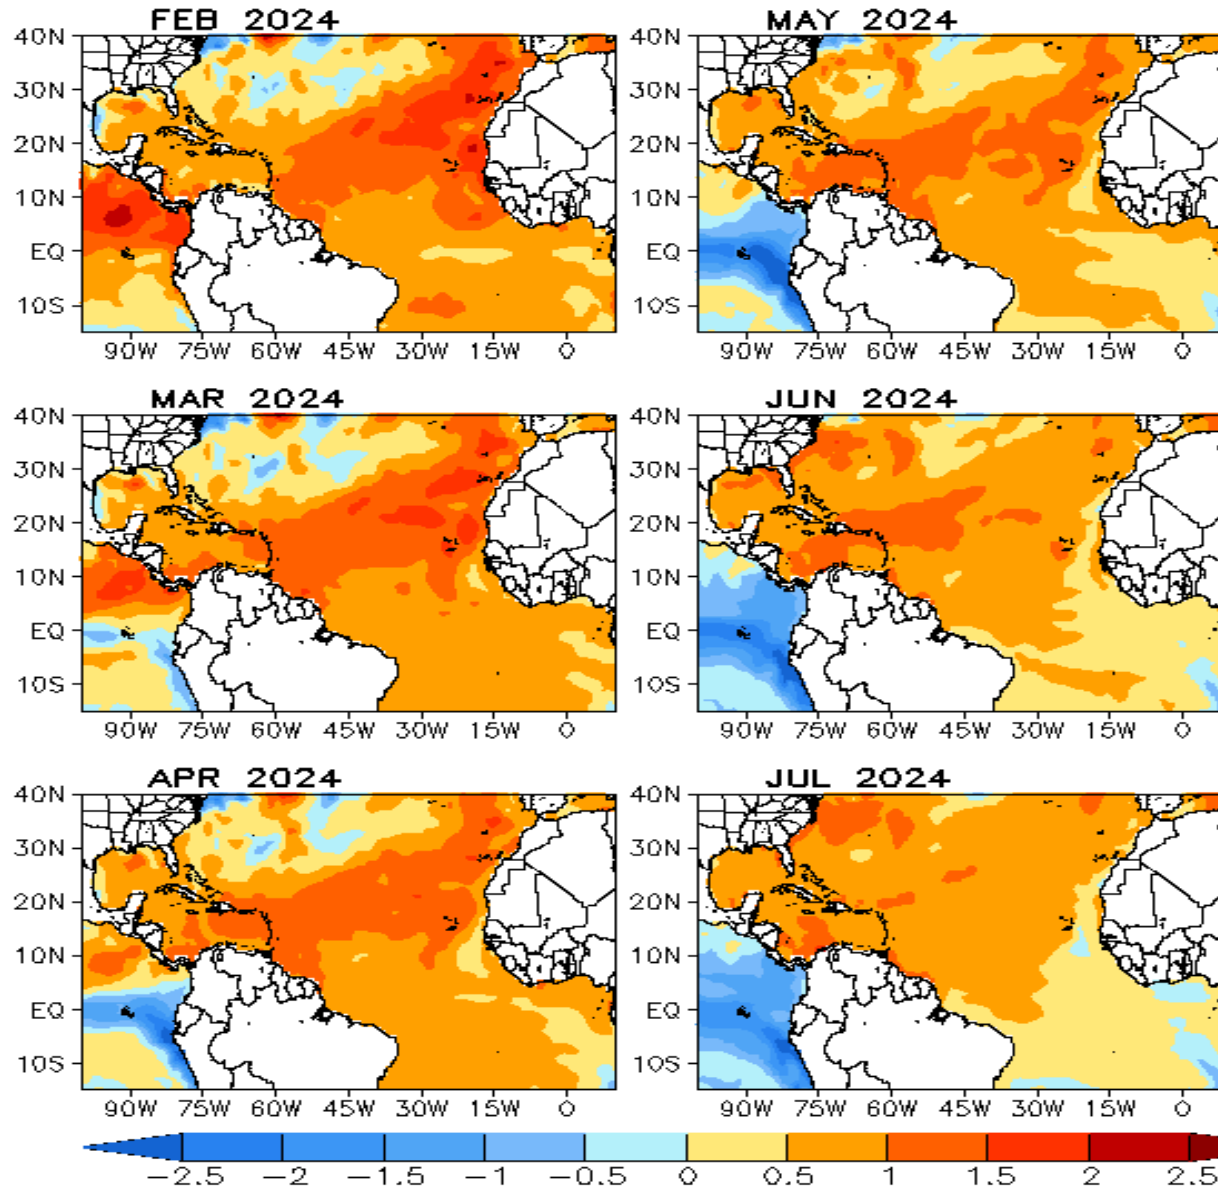 FEB 2024
40N
30N
20N
10N
EQ
10S
90W 75W 60W 45W 30W 15W 0
MAY 2024
40N
30N
20N
10N
EQ
10S
90W 75W 60W 45W 30W 15W 0
MAR 2024
40N
30N
20N
10N
EQ
10S
90W 75W 60W 45W 30W 15W 0
JUN 2024
40N
30N
20N
10N
EQ
10S
90W 75W 60W 45W 30W 15W 0
APR 2024
40N
30N
20N
10N
EQ
10S
90W 75W 60W 45W 30W 15W 0
JUL 2024
40N
30N
20N
10N
EQ
10S
90W 75W 60W 45W 30W 15W 0
-2.5 -2 -1.5 -1 -0.5 0 0.5 1 1.5 2 2.5